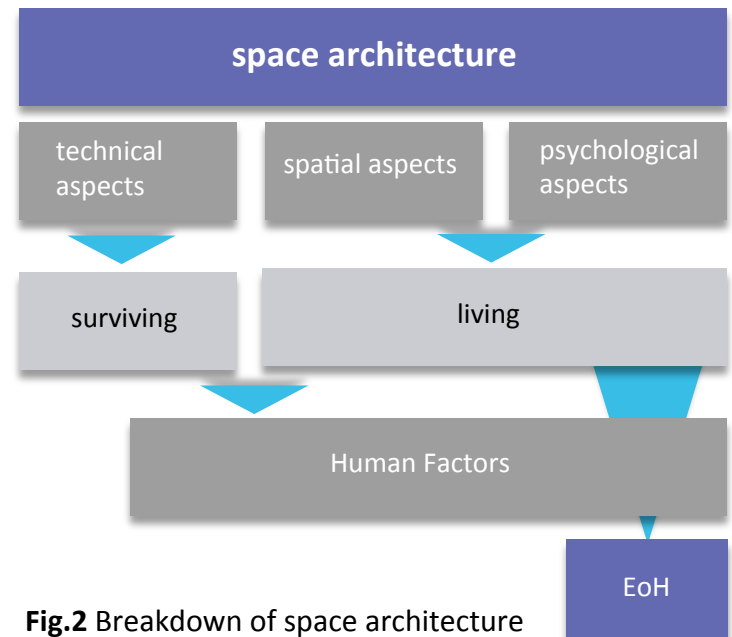 space architecture
technical
aspects
spatial aspects
psychological
aspects
surviving
living
Human Factors
EoH
Fig.2 Breakdown of space architecture